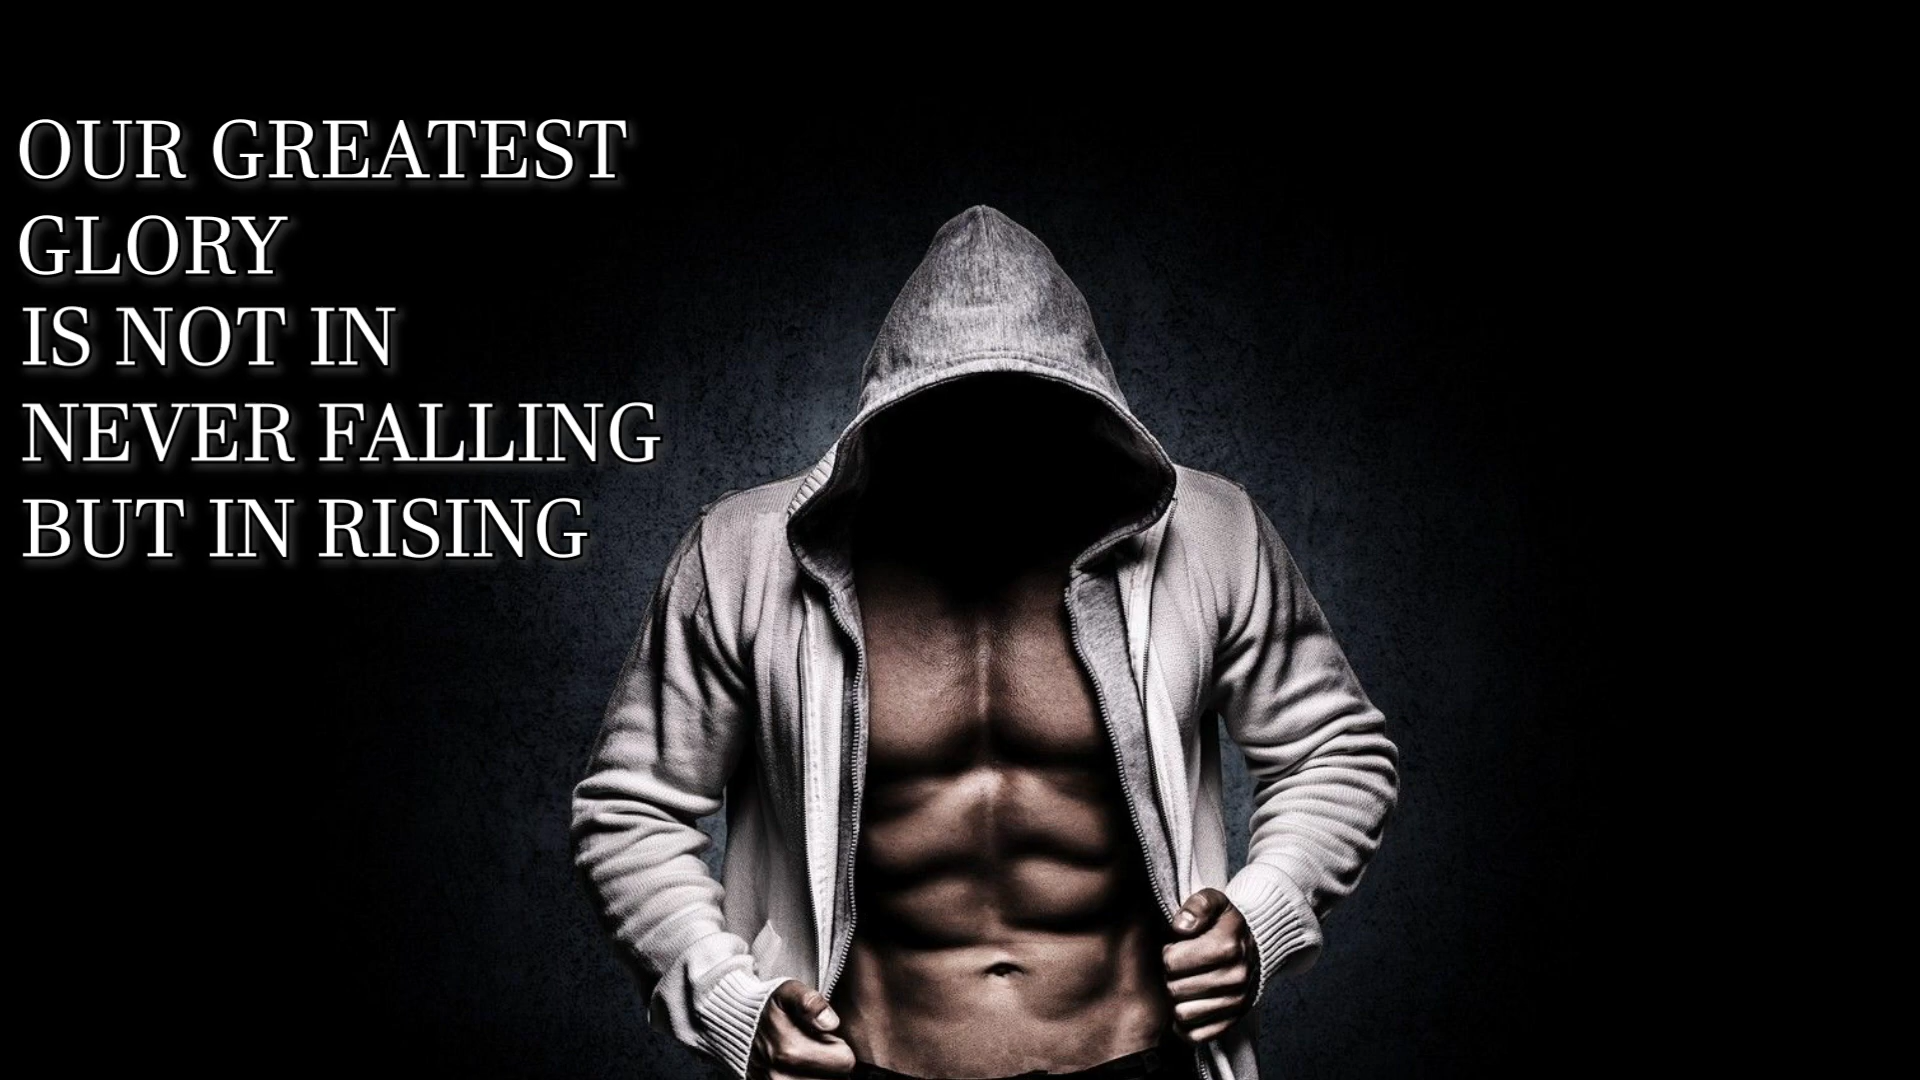 OUR GREATEST
GLORY
IS NOT IN
NEVER FALLING
BUT IN RISING